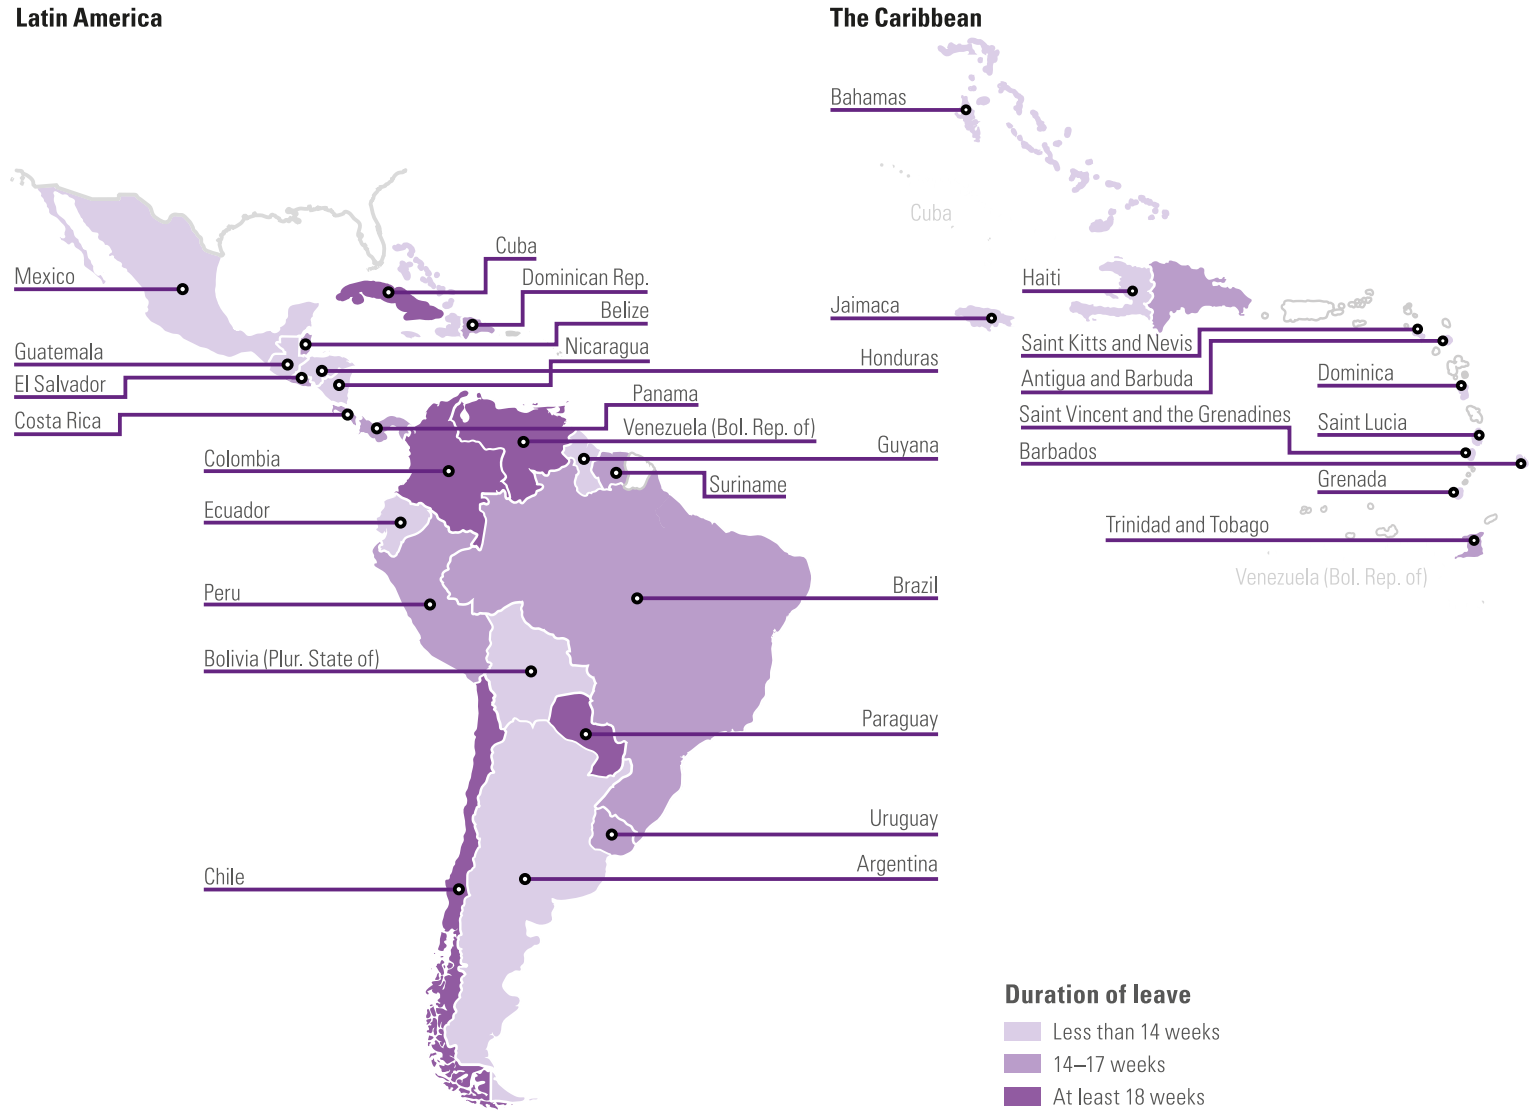 Latin America
The Caribbean
Bahamas
Cuba
Cuba
Mexico
Dominican Rep.
Haiti
Belize
Jaimaca
Nicaragua
Saint Kitts and Nevis
Guatemala
Honduras
El Salvador
Antigua and Barbuda
Dominica
Panama
Costa Rica
Saint Vincent and the Grenadines
Saint Lucia
Venezuela (Bol. Rep. of)
Guyana
Barbados
Colombia
Suriname
Grenada
Ecuador
Trinidad and Tobago
Venezuela (Bol. Rep. of)
Peru
Brazil
Bolivia (Plur. State of)
Paraguay
Uruguay
Argentina
Chile
Duration of leave
Less than 14 weeks
14–17 weeks
At least 18 weeks